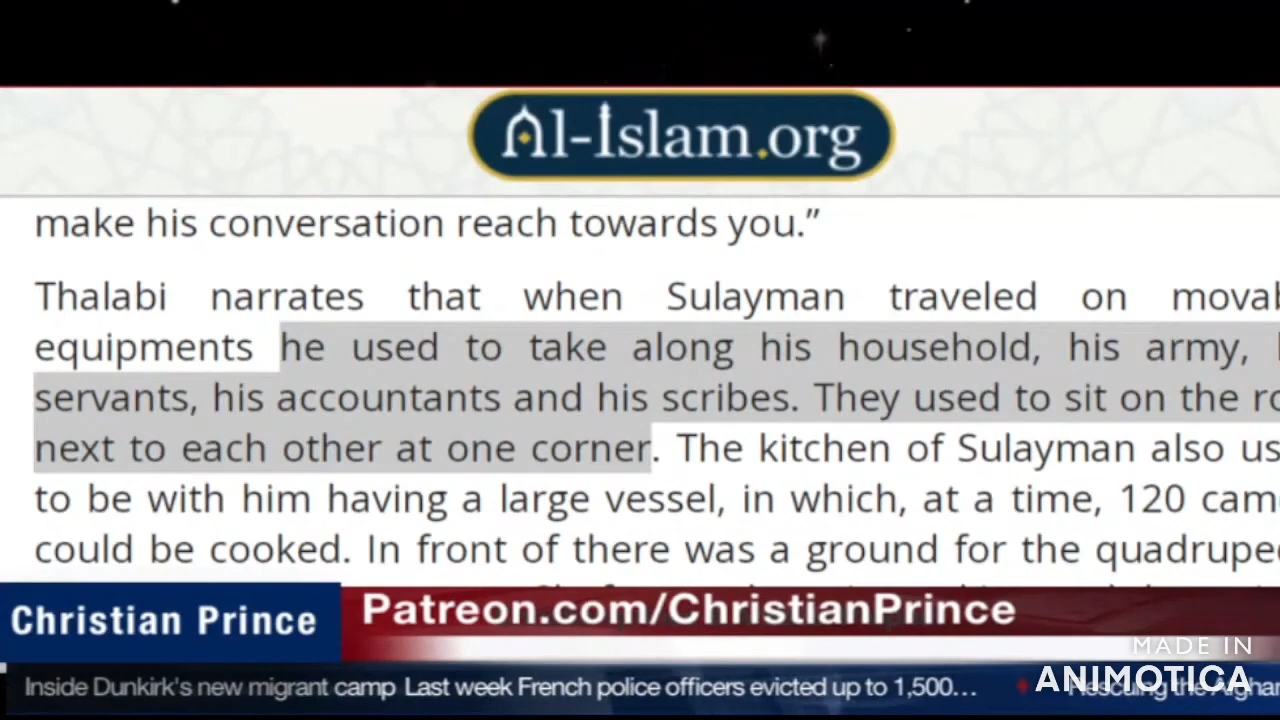 Al-Islam.org
make his conversation reach towards you.”
Thalabi narrates that when Sulayman traveled on
equipments he used to take along his household, his army,
servants, his accountants and his scribes. They used to sit on the
next to each other at one corner. The kitchen of Sulayman also
to be with him having a large vessel, in which, at a time, 120
could be cooked. In front of there was a ground for the
Christian Prince
Patreon.com/ChristianPrince
MADE IN
ANIMOTICA
Inside Dunkirk's new migrant camp Last week French police officers evicted up to 1,500...
Rescuing the